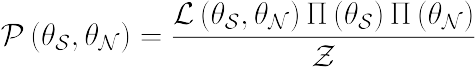 𝒫 (θ_𝒮, θ_𝒩) = ℒ (θ_𝒮, θ_𝒩) Π (θ_𝒮) Π (θ_𝒩) / 𝒵